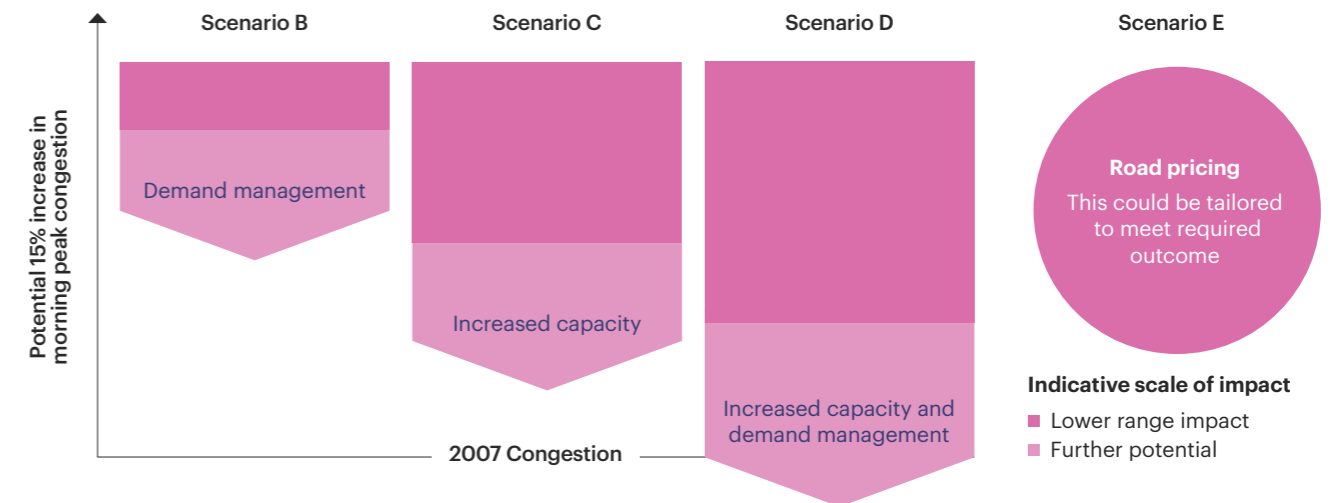 Scenario B
Scenario C
Scenario D
Scenario E
Potential 15% increase in
morning peak congestion
Demand management
Increased capacity
Increased capacity and
demand management
Road pricing
This could be tailored
to meet required
outcome
2007 Congestion
Indicative scale of impact
Lower range impact
Further potential